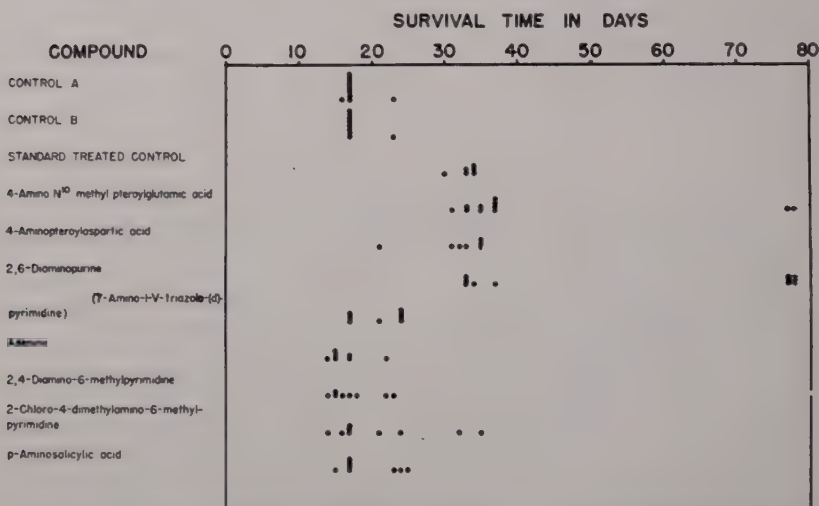 SURVIVAL TIME IN DAYS
COMPOUND
0 10 20 30 40 50 60 70 80
CONTROL A
CONTROL B
STANDARD TREATED CONTROL
4-Amino N10 methyl pteroylglutamic acid
4-Aminopteroylaspartic acid
2,6-Diaminopurine
(7-Amino-1-V-triazolo-(d)-
pyrimidine)
2,4-Diamino-6-methylpyrimidine
2-Chloro-4-dimethylamino-6-methyl-
pyrimidine
p-Aminosalicylic acid